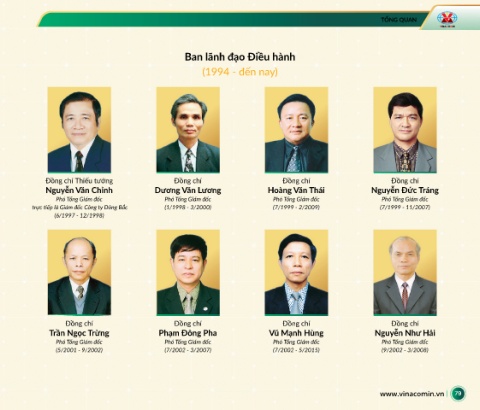 TỔNG QUAN
VINACOMIN
Ban lãnh đạo Điều hành
(1994 - đến nay)
Đồng chí Thiếu tướng
Nguyễn Văn Chỉnh
Phó Tổng Giám đốc
trực tiếp là Giám đốc Công ty Đông Bắc
(6/1997 - 12/1998)
Đồng chí
Dương Văn Lương
Phó Tổng Giám đốc
(1/1998 - 3/2000)
Đồng chí
Hoàng Văn Thái
Phó Tổng Giám đốc
(7/1999 - 2/2009)
Đồng chí
Nguyễn Đức Tráng
Phó Tổng Giám đốc
(7/1999 - 11/2007)
Đồng chí
Trần Ngọc Trừng
Phó Tổng Giám đốc
(5/2001 - 9/2002)
Đồng chí
Phạm Đông Pha
Phó Tổng Giám đốc
(7/2002 - 3/2007)
Đồng chí
Vũ Mạnh Hùng
Phó Tổng Giám đốc
(7/2002 - 5/2015)
Đồng chí
Nguyễn Như Hải
Phó Tổng Giám đốc
(9/2002 - 3/2008)
www.vinacomin.vn | 79